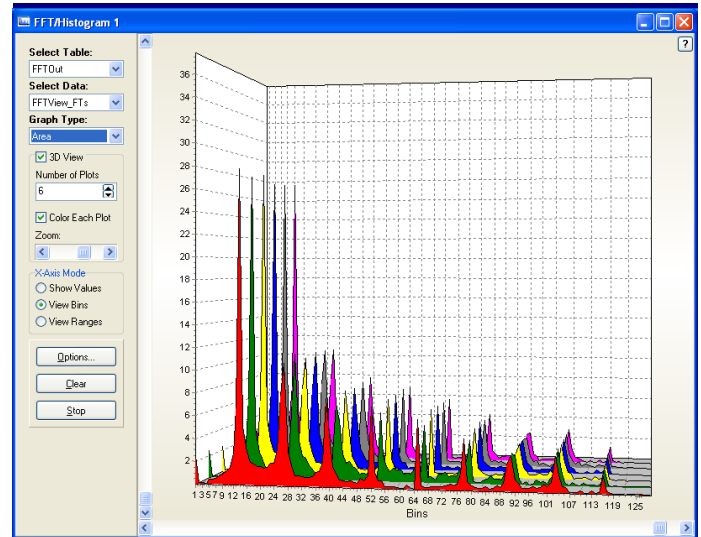 FFT/Histogram 1
?
Select Table:
FFTOut
Select Data:
FFTView_FTs
Graph Type:
Area
3D View
Number of Plots
6
Color Each Plot
Zoom:
X-Axis Mode
Show Values
View Bins
View Ranges
Options...
Clear
Stop
36
34
32
30
28
26
24
22
20
18
16
14
12
10
8
6
4
2
1 3 5 7 9 12 16 20 24 28 32 36 40 44 48 52 56 60 64 68 72 76 80 84 88 92 96 101 107 113 119 125
Bins